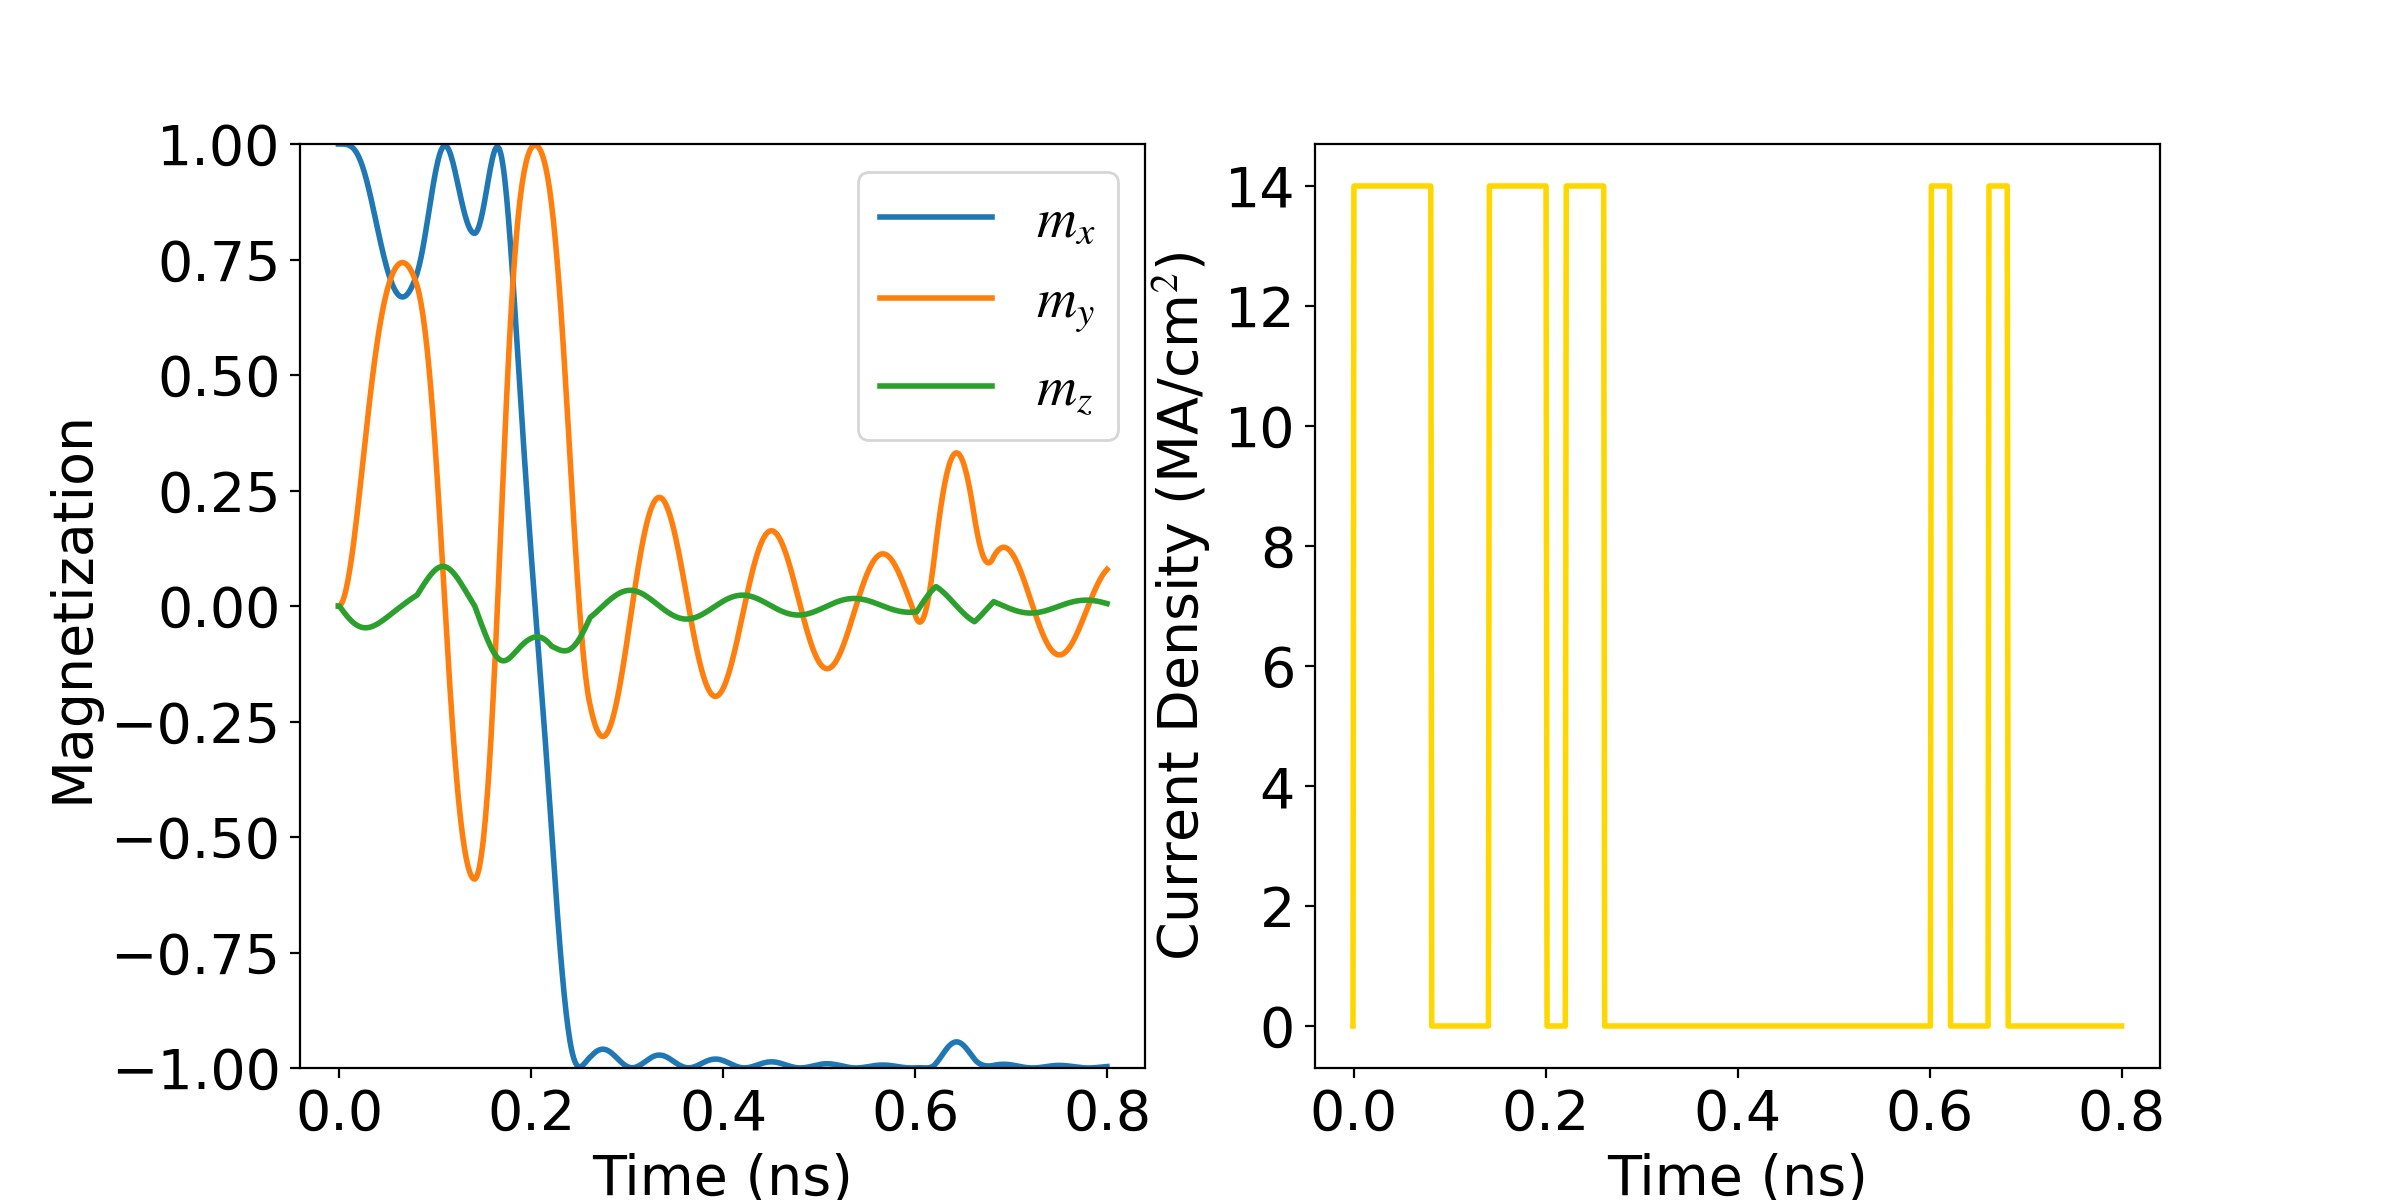 Magnetization
1.00
0.75
0.50
0.25
0.00
−0.25
−0.50
−0.75
−1.00
0.0 0.2 0.4 0.6 0.8
Time (ns)
m_x
m_y
m_z
Current Density (MA/cm²)
14
12
10
8
6
4
2
0
0.0 0.2 0.4 0.6 0.8
Time (ns)